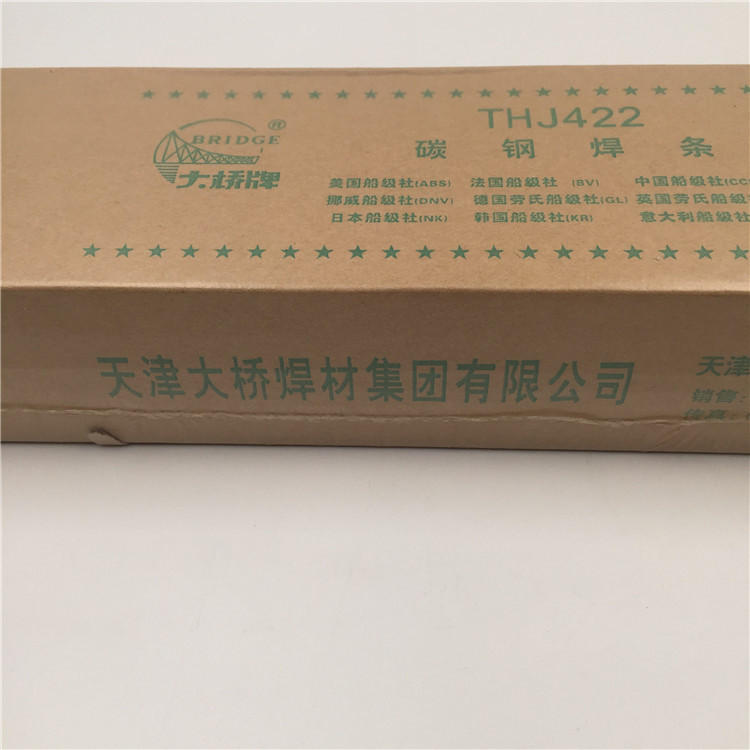 BRIDGE®
大桥牌
THJ422
碳钢焊条
美国船级社(ABS) 法国船级社 (BV) 中国船级社(CC
挪威船级社(DNV) 德国劳氏船级社(GL) 英国劳氏船级
日本船级社(NK) 韩国船级社(KR) 意大利船级社
天津大桥焊材集团有限公司
天津
销售:
传真: